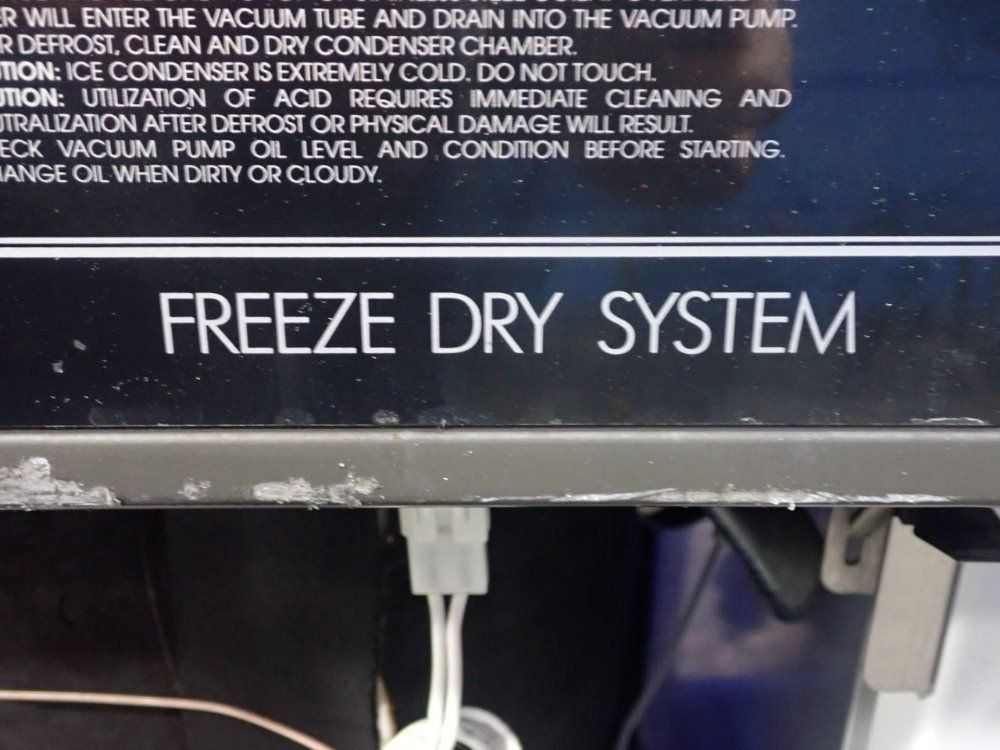 ER WILL ENTER THE VACUUM TUBE AND DRAIN INTO THE VACUUM PUMP.
R DEFROST, CLEAN AND DRY CONDENSER CHAMBER.
TION: ICE CONDENSER IS EXTREMELY COLD. DO NOT TOUCH.
UTION: UTILIZATION OF ACID REQUIRES IMMEDIATE CLEANING AND
UTRALIZATION AFTER DEFROST OR PHYSICAL DAMAGE WILL RESULT.
ECK VACUUM PUMP OIL LEVEL AND CONDITION BEFORE STARTING.
HANGE OIL WHEN DIRTY OR CLOUDY.
FREEZE DRY SYSTEM